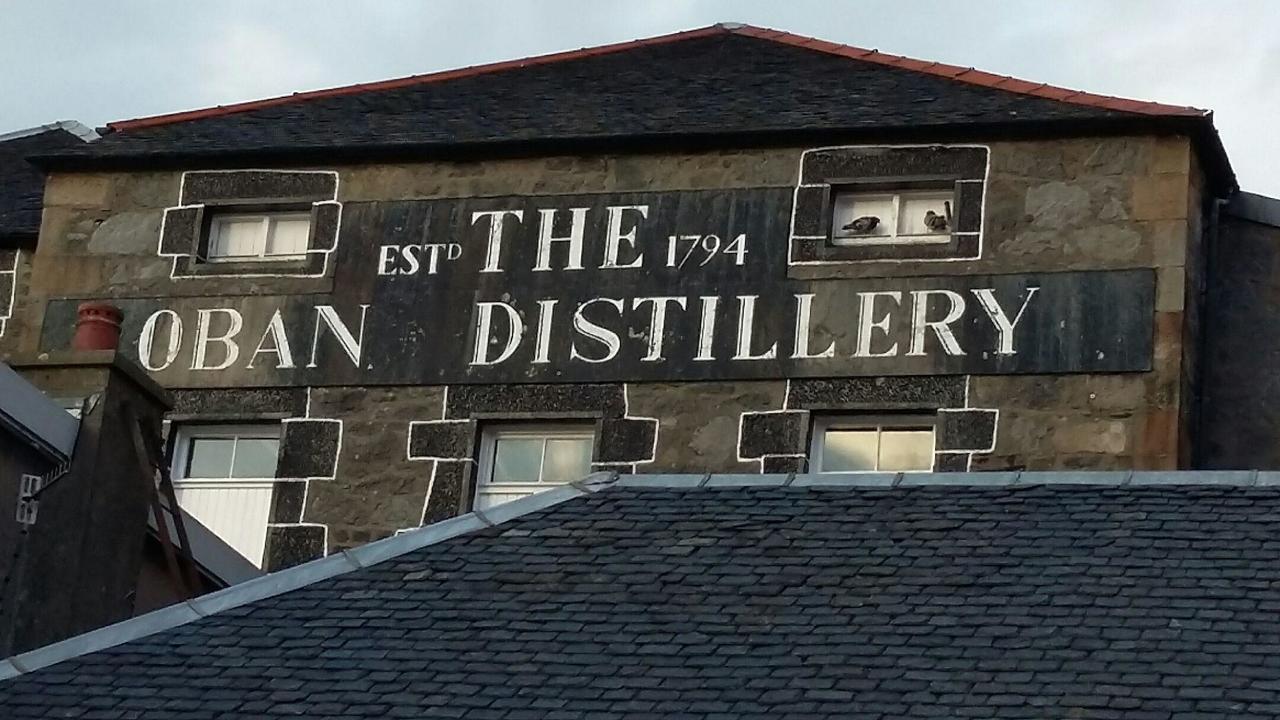 ESTD THE 1794
OBAN DISTILLERY